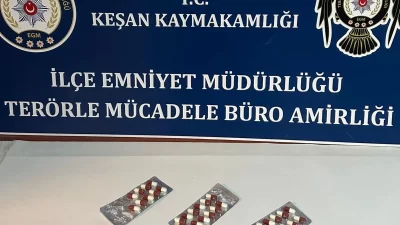 T.C.
KEŞAN KAYMAKAMLIĞI
EGM
İLÇE EMNİYET MÜDÜRLÜĞÜ
TERÖRLE MÜCADELE BÜRO AMİRLİĞİ